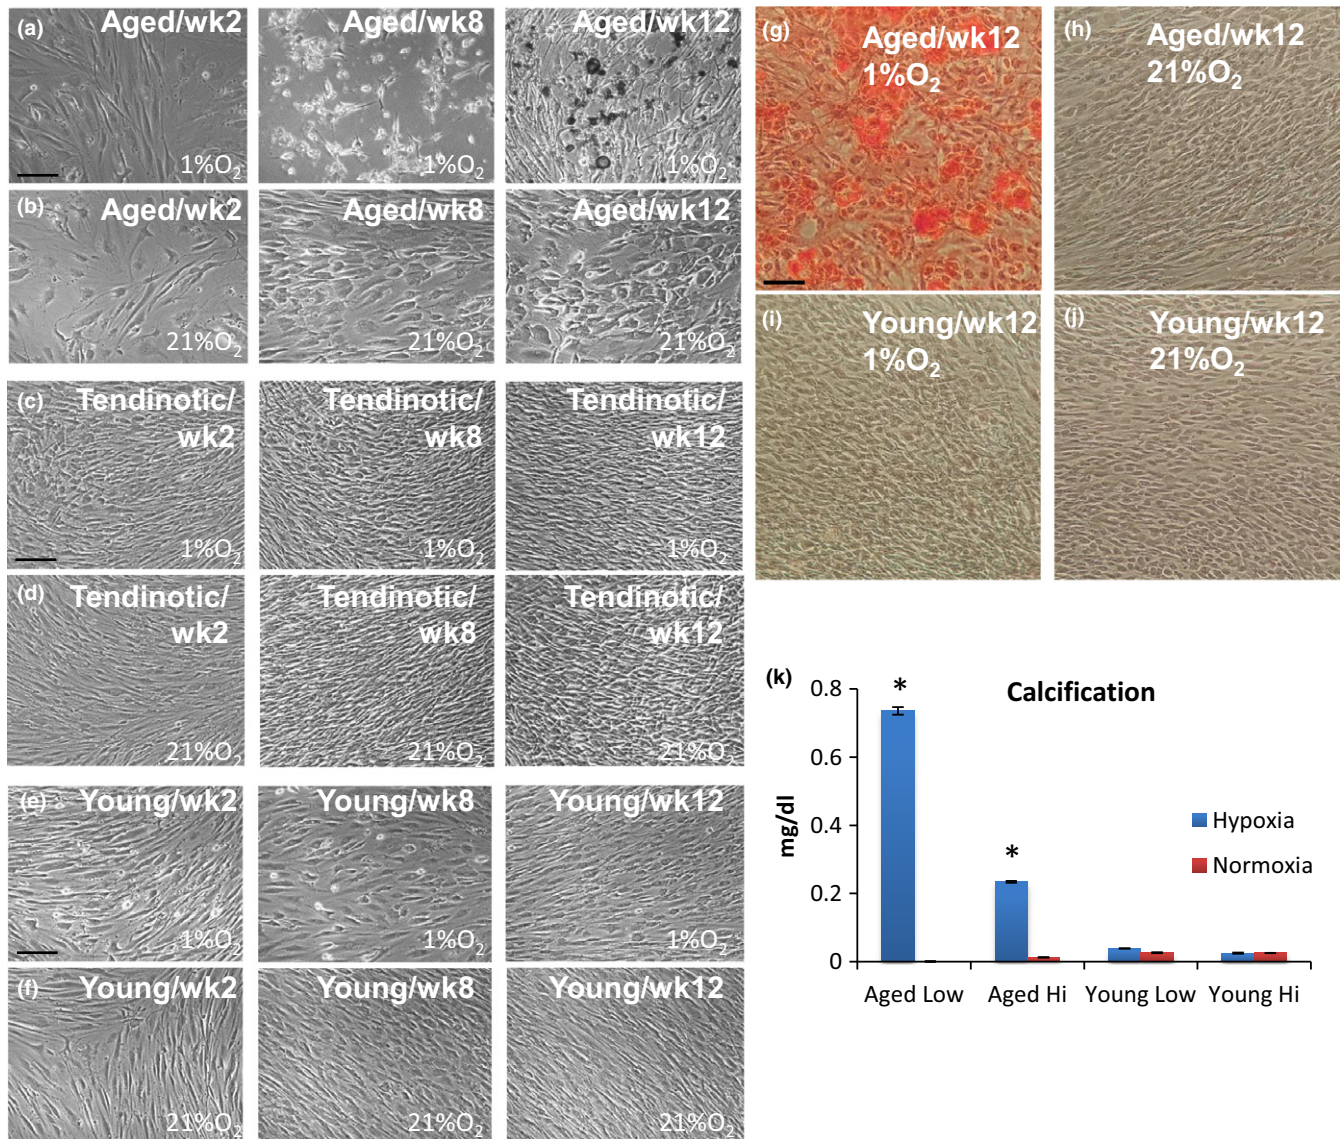 (a) Aged/wk2
1%O₂
Aged/wk8
1%O₂
Aged/wk12
1%O₂
(b) Aged/wk2
21%O₂
Aged/wk8
21%O₂
Aged/wk12
21%O₂
(c) Tendinotic/
wk2
1%O₂
Tendinotic/
wk8
1%O₂
Tendinotic/
wk12
1%O₂
(d) Tendinotic/
wk2
21%O₂
Tendinotic/
wk8
21%O₂
Tendinotic/
wk12
21%O₂
(e) Young/wk2
1%O₂
Young/wk8
1%O₂
Young/wk12
1%O₂
(f) Young/wk2
21%O₂
Young/wk8
21%O₂
Young/wk12
21%O₂
(g) Aged/wk12
1%O₂
(h) Aged/wk12
21%O₂
(i) Young/wk12
1%O₂
(j) Young/wk12
21%O₂
(k)
Calcification
mg/dl
0.8
0.6
0.4
0.2
0
*
*
Hypoxia
Normoxia
Aged Low Aged Hi Young Low Young Hi